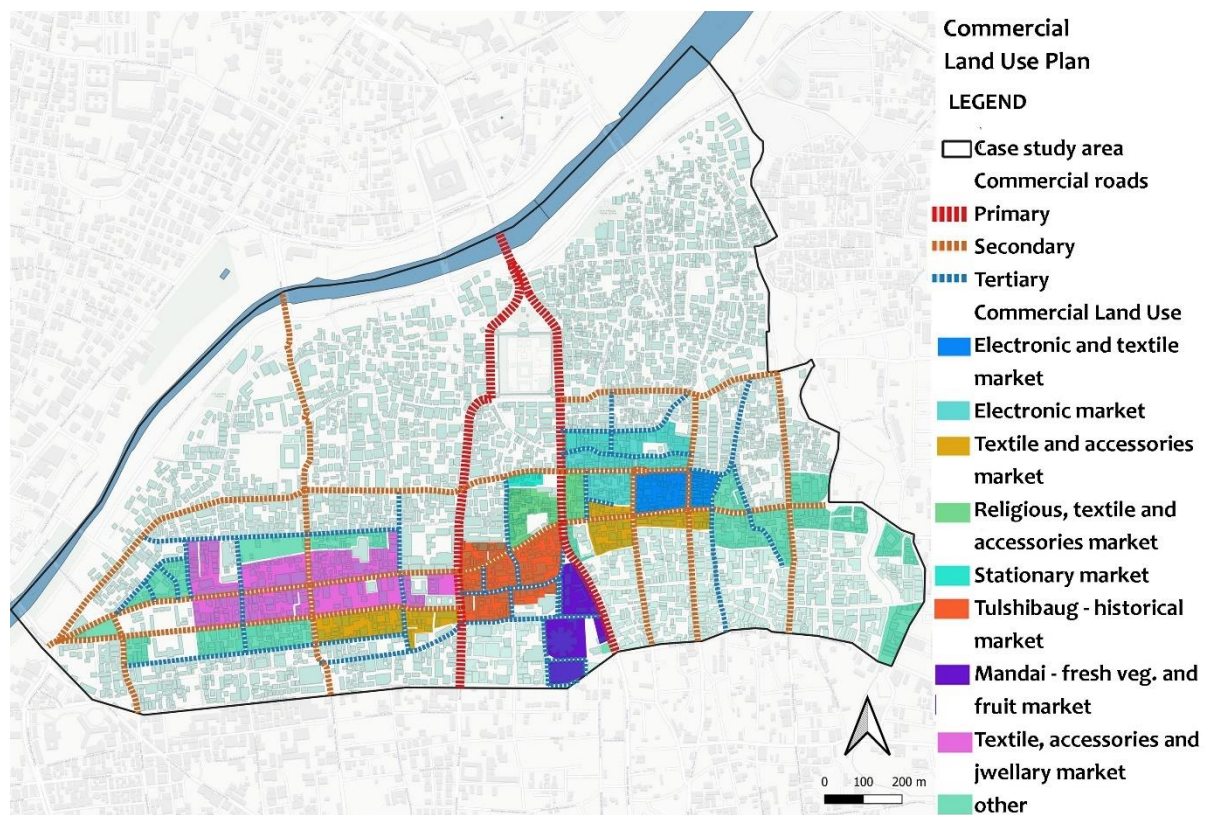 Commercial
Land Use Plan
LEGEND
Case study area
Commercial roads
Primary
Secondary
Tertiary
Commercial Land Use
Electronic and textile
market
Electronic market
Textile and accessories
market
Religious, textile and
accessories market
Stationary market
Tulshibaug - historical
market
Mandai - fresh veg. and
fruit market
Textile, accessories and
jwellary market
other
0 100 200 m